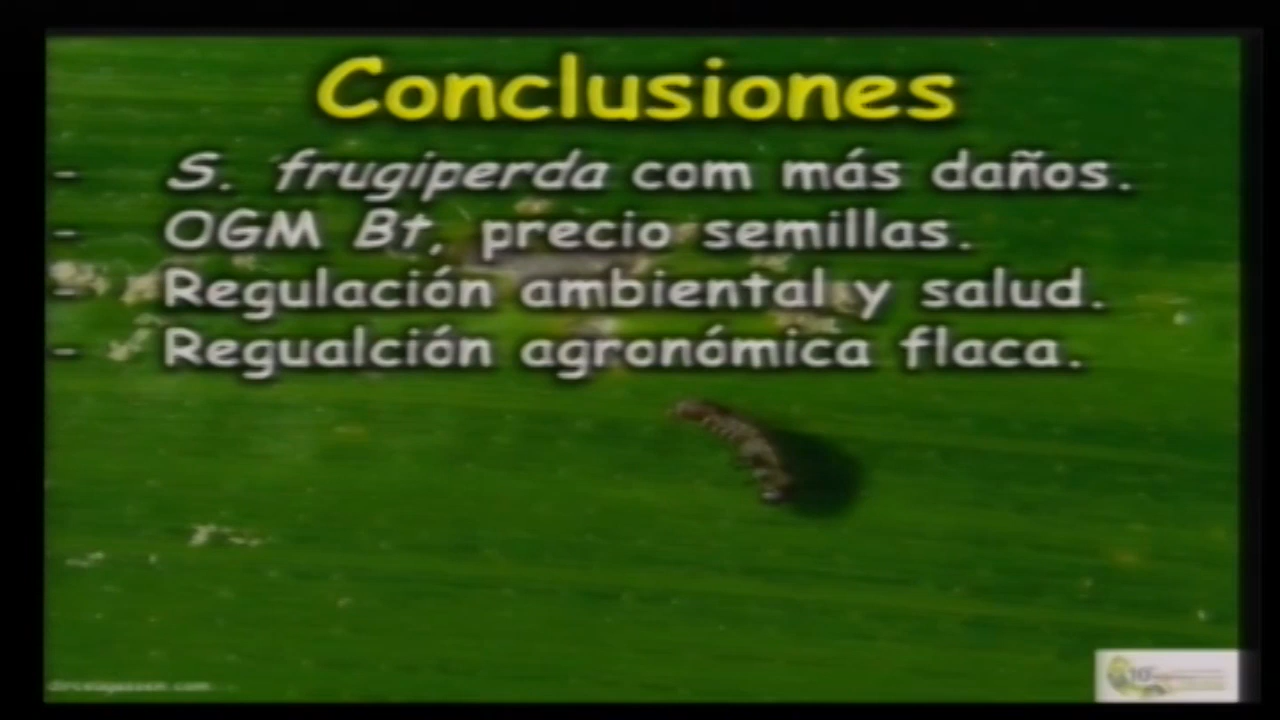 Conclusiones
- S. frugiperda com más daños.
- OGM Bt, precio semillas.
- Regulación ambiental y salud.
- Regualción agronómica flaca.